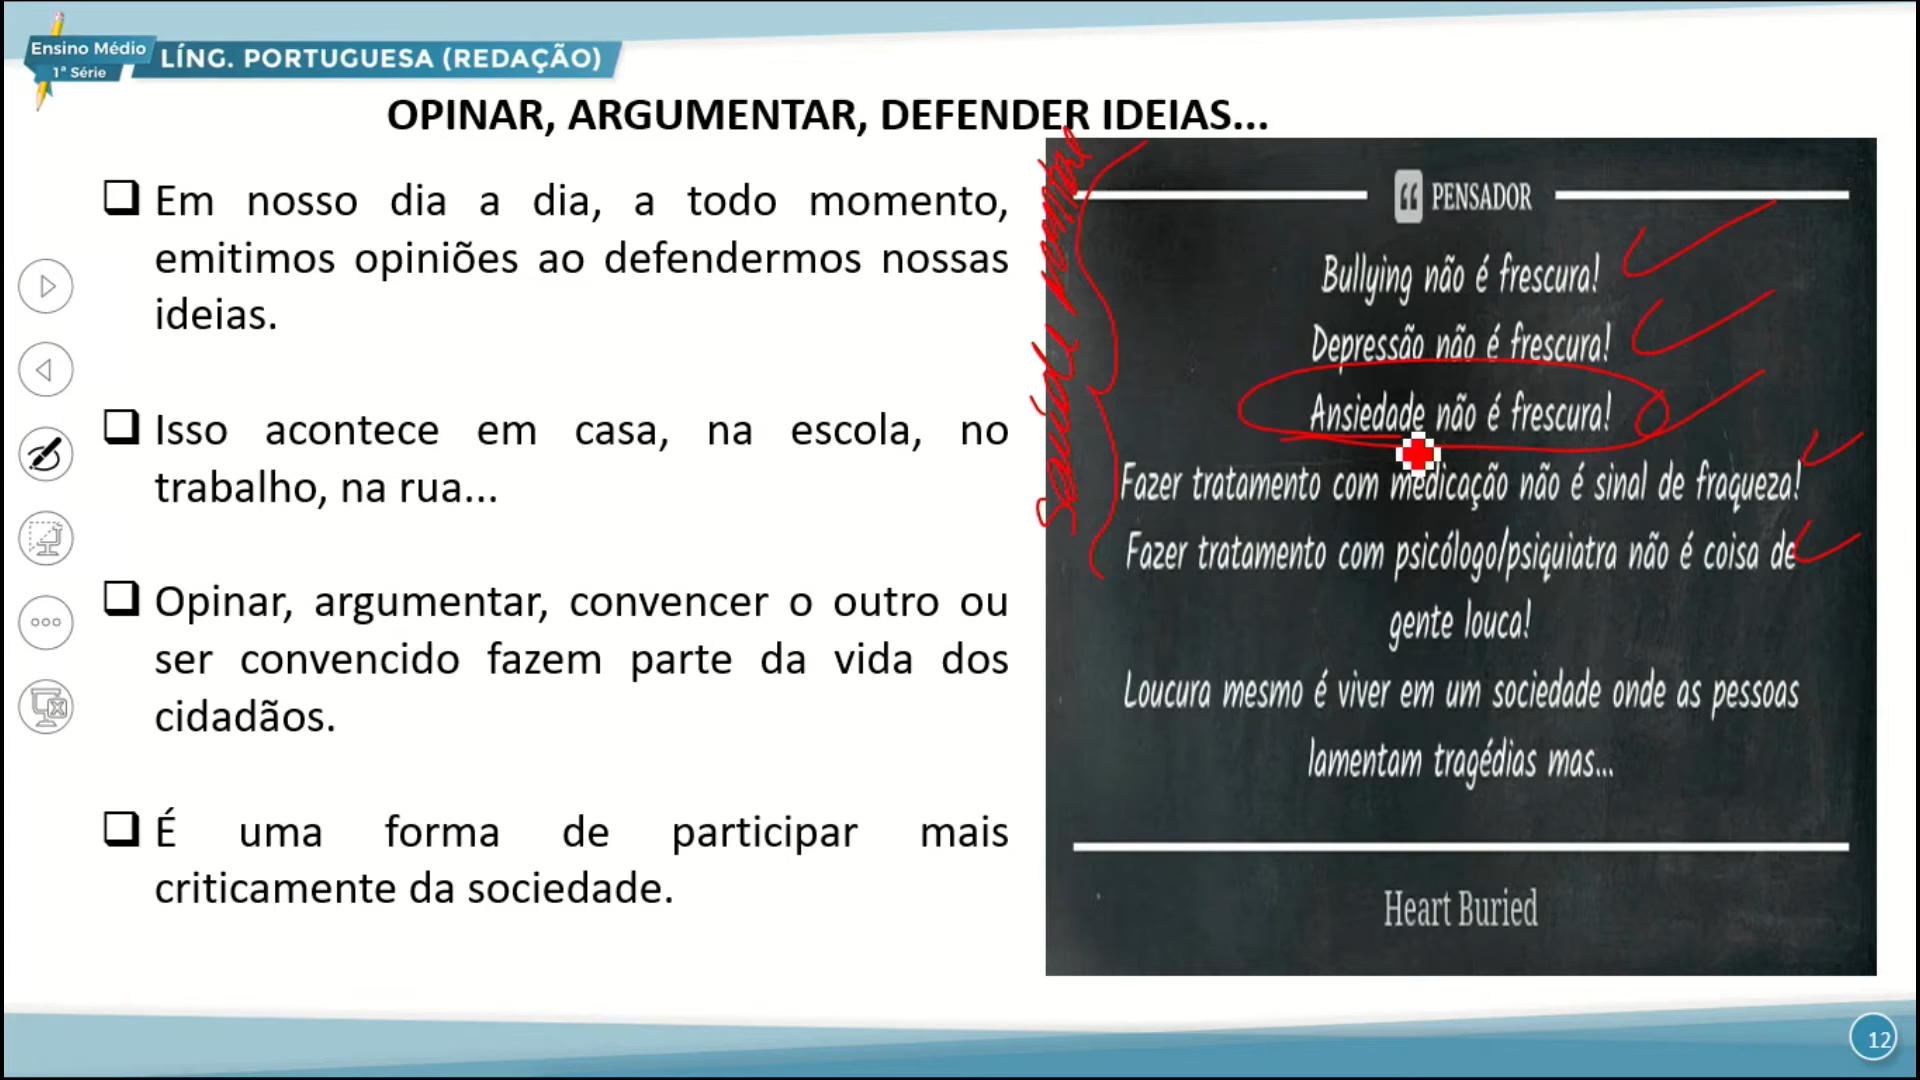 Ensino Médio
1ª Série
LÍNG. PORTUGUESA (REDAÇÃO)
OPINAR, ARGUMENTAR, DEFENDER IDEIAS...
Em nosso dia a dia, a todo momento,
emitimos opiniões ao defendermos nossas
ideias.
Isso acontece em casa, na escola, no
trabalho, na rua...
Opinar, argumentar, convencer o outro ou
ser convencido fazem parte da vida dos
cidadãos.
É uma forma de participar mais
criticamente da sociedade.
saúde mental
PENSADOR
Bullying não é frescura!
Depressão não é frescura!
Ansiedade não é frescura!
Fazer tratamento com medicação não é sinal de fraqueza!
Fazer tratamento com psicólogo/psiquiatra não é coisa de
gente louca!
Loucura mesmo é viver em um sociedade onde as pessoas
lamentam tragédias mas...
Heart Buried
12